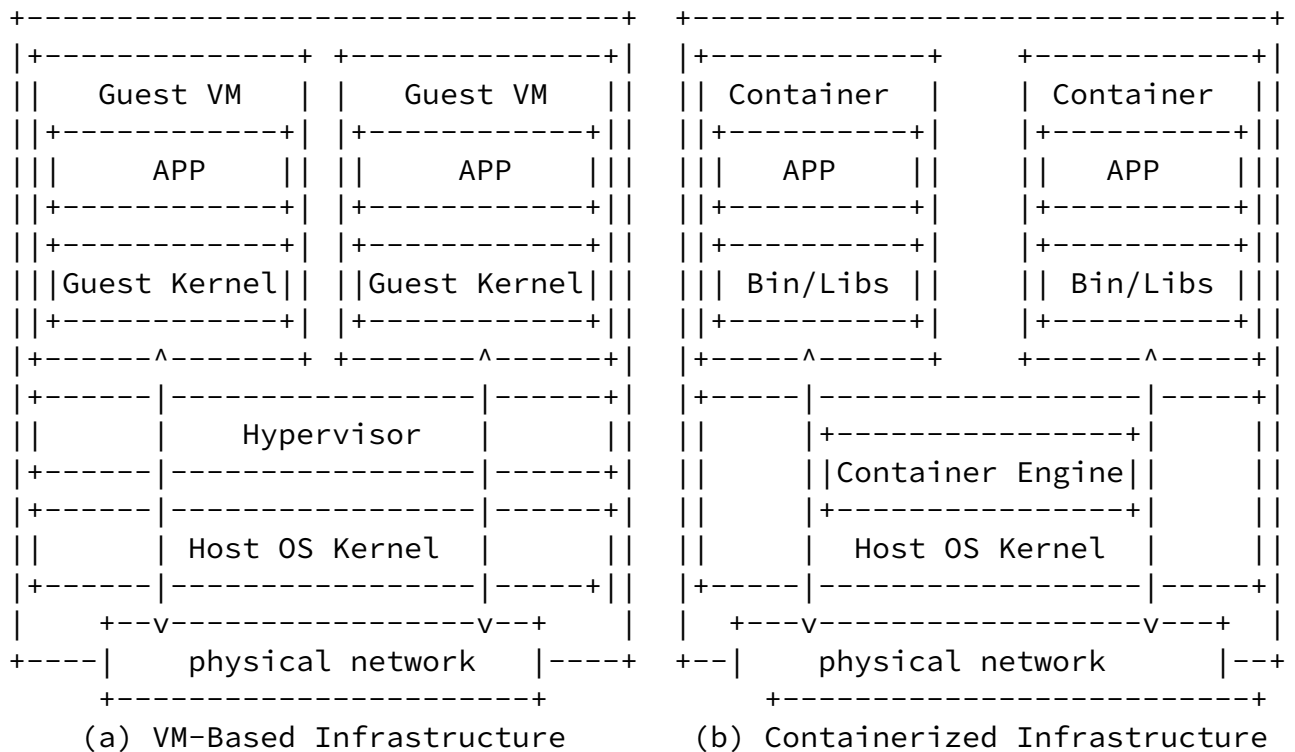 Guest VM Guest VM Container Container
APP APP APP APP
Guest Kernel Guest Kernel Bin/Libs Bin/Libs
Hypervisor
Container Engine
Host OS Kernel Host OS Kernel
physical network physical network
(a) VM-Based Infrastructure (b) Containerized Infrastructure